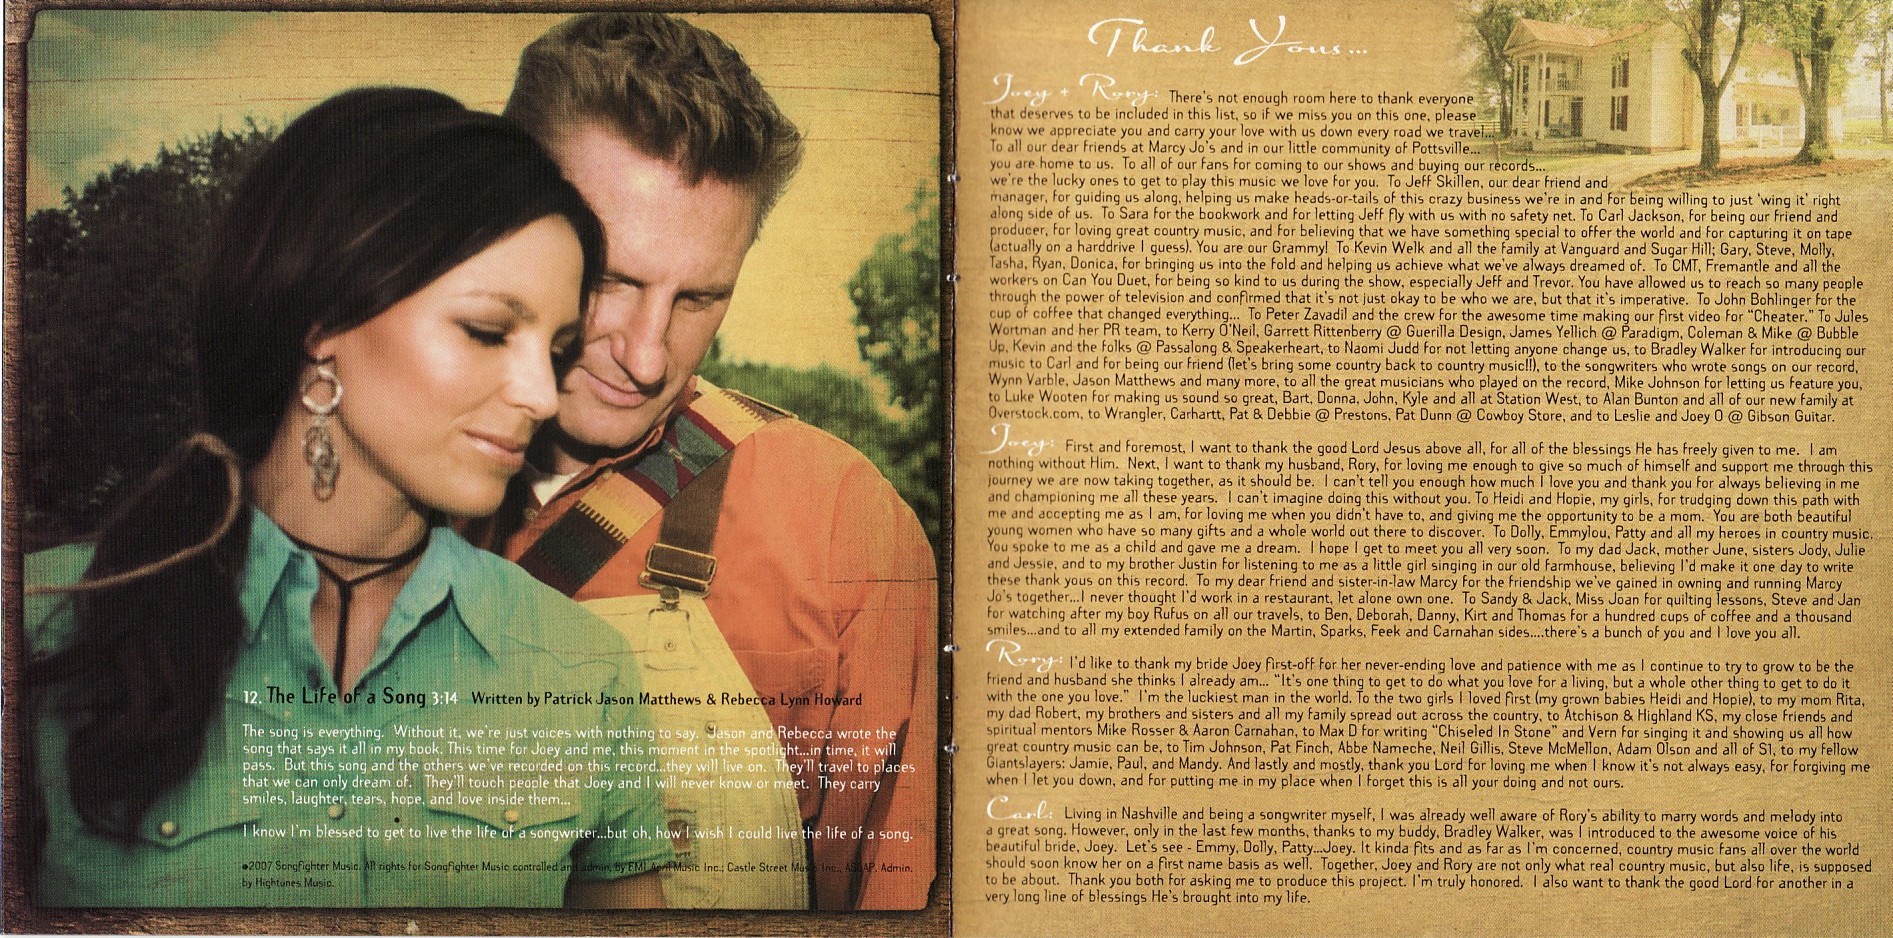 12. The Life of a Song 3:14 Written by Patrick Jason Matthews & Rebecca Lynn Howard
The song is everything. Without it, we're just voices with nothing to say. Jason and Rebecca wrote the
song that says it all in my book. This time for Joey and me, this moment in the spotlight...in time, it will
pass. But this song and the others we've recorded on this record...they will live on. They'll travel to places
that we can only dream of. They'll touch people that Joey and I will never know or meet. They carry
smiles, laughter, tears, hope, and love inside them...
I know I'm blessed to get to live the life of a songwriter...but oh, how I wish I could live the life of a song.
●2007 Songfighter Music. All rights for Songfighter Music controlled and admin. by EMI April Music Inc.; Castle Street Music Inc., ASCAP, Admin.
by Hightunes Music.
Thank Yous...
Joey + Rory: There's not enough room here to thank everyone
that deserves to be included in this list, so if we miss you on this one, please
know we appreciate you and carry your love with us down every road we travel...
To all our dear friends at Marcy Jo's and in our little community of Pottsville...
you are home to us. To all of our fans for coming to our shows and buying our records...
we're the lucky ones to get to play this music we love for you. To Jeff Skillen, our dear friend and
manager, for guiding us along, helping us make heads-or-tails of this crazy business we're in and for being willing to just 'wing it' right
along side of us. To Sara for the bookwork and for letting Jeff fly with us with no safety net. To Carl Jackson, for being our friend and
producer, for loving great country music, and for believing that we have something special to offer the world and for capturing it on tape
(actually on a harddrive I guess). You are our Grammy! To Kevin Welk and all the family at Vanguard and Sugar Hill; Gary, Steve, Molly,
Tasha, Ryan, Donica, for bringing us into the fold and helping us achieve what we've always dreamed of. To CMT, Fremantle and all the
workers on Can You Duet, for being so kind to us during the show, especially Jeff and Trevor. You have allowed us to reach so many people
through the power of television and confirmed that it's not just okay to be who we are, but that it's imperative. To John Bohlinger for the
cup of coffee that changed everything... To Peter Zavadil and the crew for the awesome time making our first video for "Cheater." To Jules
Wortman and her PR team, to Kerry O'Neil, Garrett Rittenberry @ Guerilla Design, James Yellich @ Paradigm, Coleman & Mike @ Bubble
Up, Kevin and the folks @ Passalong & Speakerheart, to Naomi Judd for not letting anyone change us, to Bradley Walker for introducing our
music to Carl and for being our friend (let's bring some country back to country music!!), to the songwriters who wrote songs on our record,
Wynn Varble, Jason Matthews and many more, to all the great musicians who played on the record, Mike Johnson for letting us feature you,
to Luke Wooten for making us sound so great, Bart, Donna, John, Kyle and all at Station West, to Alan Bunton and all of our new family at
Overstock.com, to Wrangler, Carhartt, Pat & Debbie @ Prestons, Pat Dunn @ Cowboy Store, and to Leslie and Joey O @ Gibson Guitar.
Joey: First and foremost, I want to thank the good Lord Jesus above all, for all of the blessings He has freely given to me. I am
nothing without Him. Next, I want to thank my husband, Rory, for loving me enough to give so much of himself and support me through this
journey we are now taking together, as it should be. I can't tell you enough how much I love you and thank you for always believing in me
and championing me all these years. I can't imagine doing this without you. To Heidi and Hopie, my girls, for trudging down this path with
me and accepting me as I am, for loving me when you didn't have to, and giving me the opportunity to be a mom. You are both beautiful
young women who have so many gifts and a whole world out there to discover. To Dolly, Emmylou, Patty and all my heroes in country music.
You spoke to me as a child and gave me a dream. I hope I get to meet you all very soon. To my dad Jack, mother June, sisters Jody, Julie
and Jessie, and to my brother Justin for listening to me as a little girl singing in our old farmhouse, believing I'd make it one day to write
these thank yous on this record. To my dear friend and sister-in-law Marcy for the friendship we've gained in owning and running Marcy
Jo's together...I never thought I'd work in a restaurant, let alone own one. To Sandy & Jack, Miss Joan for quilting lessons, Steve and Jan
for watching after my boy Rufus on all our travels, to Ben, Deborah, Danny, Kirt and Thomas for a hundred cups of coffee and a thousand
smiles...and to all my extended family on the Martin, Sparks, Feek and Carnahan sides....there's a bunch of you and I love you all.
Rory: I'd like to thank my bride Joey first-off for her never-ending love and patience with me as I continue to try to grow to be the
friend and husband she thinks I already am... "It's one thing to get to do what you love for a living, but a whole other thing to get to do it
with the one you love." I'm the luckiest man in the world. To the two girls I loved first (my grown babies Heidi and Hopie), to my mom Rita,
my dad Robert, my brothers and sisters and all my family spread out across the country, to Atchison & Highland KS, my close friends and
spiritual mentors Mike Rosser & Aaron Carnahan, to Max D for writing "Chiseled In Stone" and Vern for singing it and showing us all how
great country music can be, to Tim Johnson, Pat Finch, Abbe Nameche, Neil Gillis, Steve McMellon, Adam Olson and all of S1, to my fellow
Giantslayers: Jamie, Paul, and Mandy. And lastly and mostly, thank you Lord for loving me when I know it's not always easy, for forgiving me
when I let you down, and for putting me in my place when I forget this is all your doing and not ours.
Carl: Living in Nashville and being a songwriter myself, I was already well aware of Rory's ability to marry words and melody into
a great song. However, only in the last few months, thanks to my buddy, Bradley Walker, was I introduced to the awesome voice of his
beautiful bride, Joey. Let's see - Emmy, Dolly, Patty...Joey. It kinda fits and as far as I'm concerned, country music fans all over the world
should soon know her on a first name basis as well. Together, Joey and Rory are not only what real country music, but also life, is supposed
to be about. Thank you both for asking me to produce this project. I'm truly honored. I also want to thank the good Lord for another in a
very long line of blessings He's brought into my life.